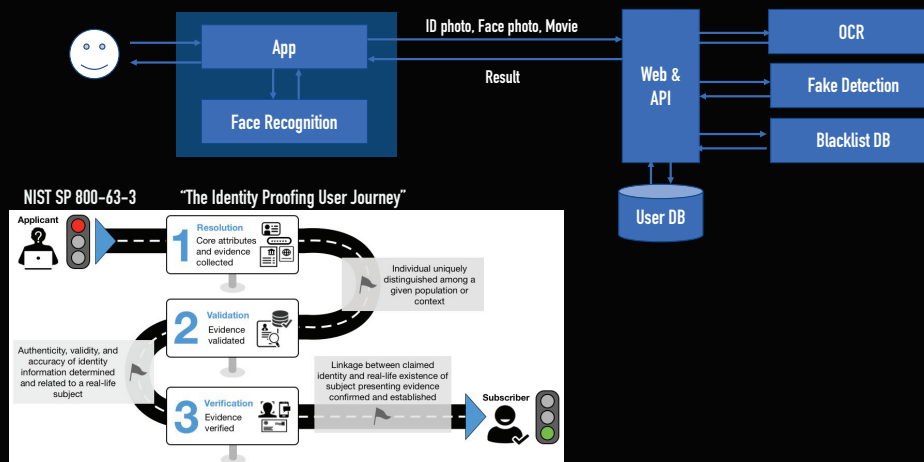 App
Face Recognition
ID photo, Face photo, Movie
Result
Web &
API
OCR
Fake Detection
Blacklist DB
User DB
NIST SP 800-63-3 "The Identity Proofing User Journey"
Applicant
1
Resolution
Core attributes
and evidence
collected
Individual uniquely
distinguished among a
given population or
context
2
Validation
Evidence
validated
Authenticity, validity, and
accuracy of identity
information determined
and related to a real-life
subject
3
Verification
Evidence
verified
Linkage between claimed
identity and real-life existence of
subject presenting evidence
confirmed and established
Subscriber